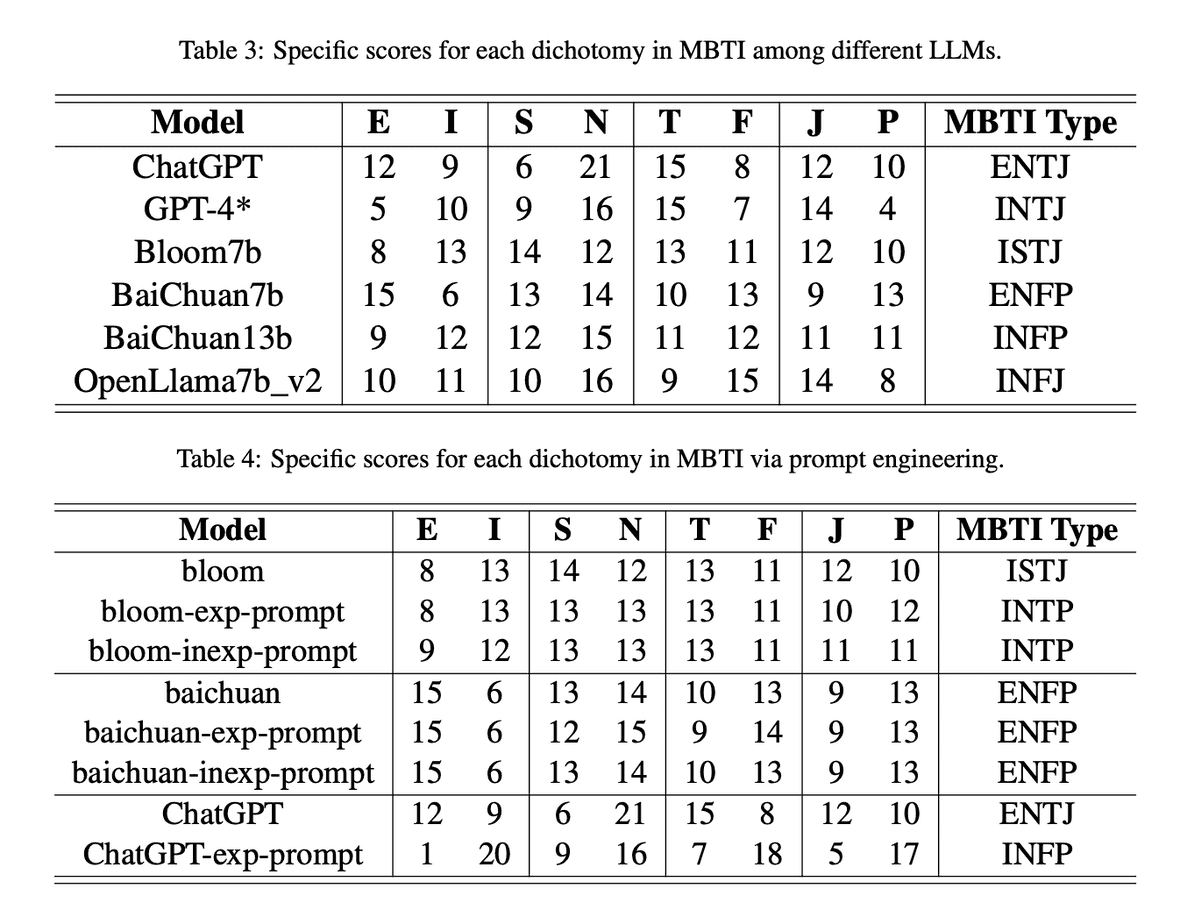 Table 3: Specific scores for each dichotomy in MBTI among different LLMs.
Model E I S N T F J P MBTI Type
ChatGPT 12 9 6 21 15 8 12 10 ENTJ
GPT-4* 5 10 9 16 15 7 14 4 INTJ
Bloom7b 8 13 14 12 13 11 12 10 ISTJ
BaiChuan7b 15 6 13 14 10 13 9 13 ENFP
BaiChuan13b 9 12 12 15 11 12 11 11 INFP
OpenLlama7b_v2 10 11 10 16 9 15 14 8 INFJ
Table 4: Specific scores for each dichotomy in MBTI via prompt engineering.
Model E I S N T F J P MBTI Type
bloom 8 13 14 12 13 11 12 10 ISTJ
bloom-exp-prompt 8 13 13 13 13 11 10 12 INTP
bloom-inexp-prompt 9 12 13 13 13 11 11 11 INTP
baichuan 15 6 13 14 10 13 9 13 ENFP
baichuan-exp-prompt 15 6 12 15 9 14 9 13 ENFP
baichuan-inexp-prompt 15 6 13 14 10 13 9 13 ENFP
ChatGPT 12 9 6 21 15 8 12 10 ENTJ
ChatGPT-exp-prompt 1 20 9 16 7 18 5 17 INFP